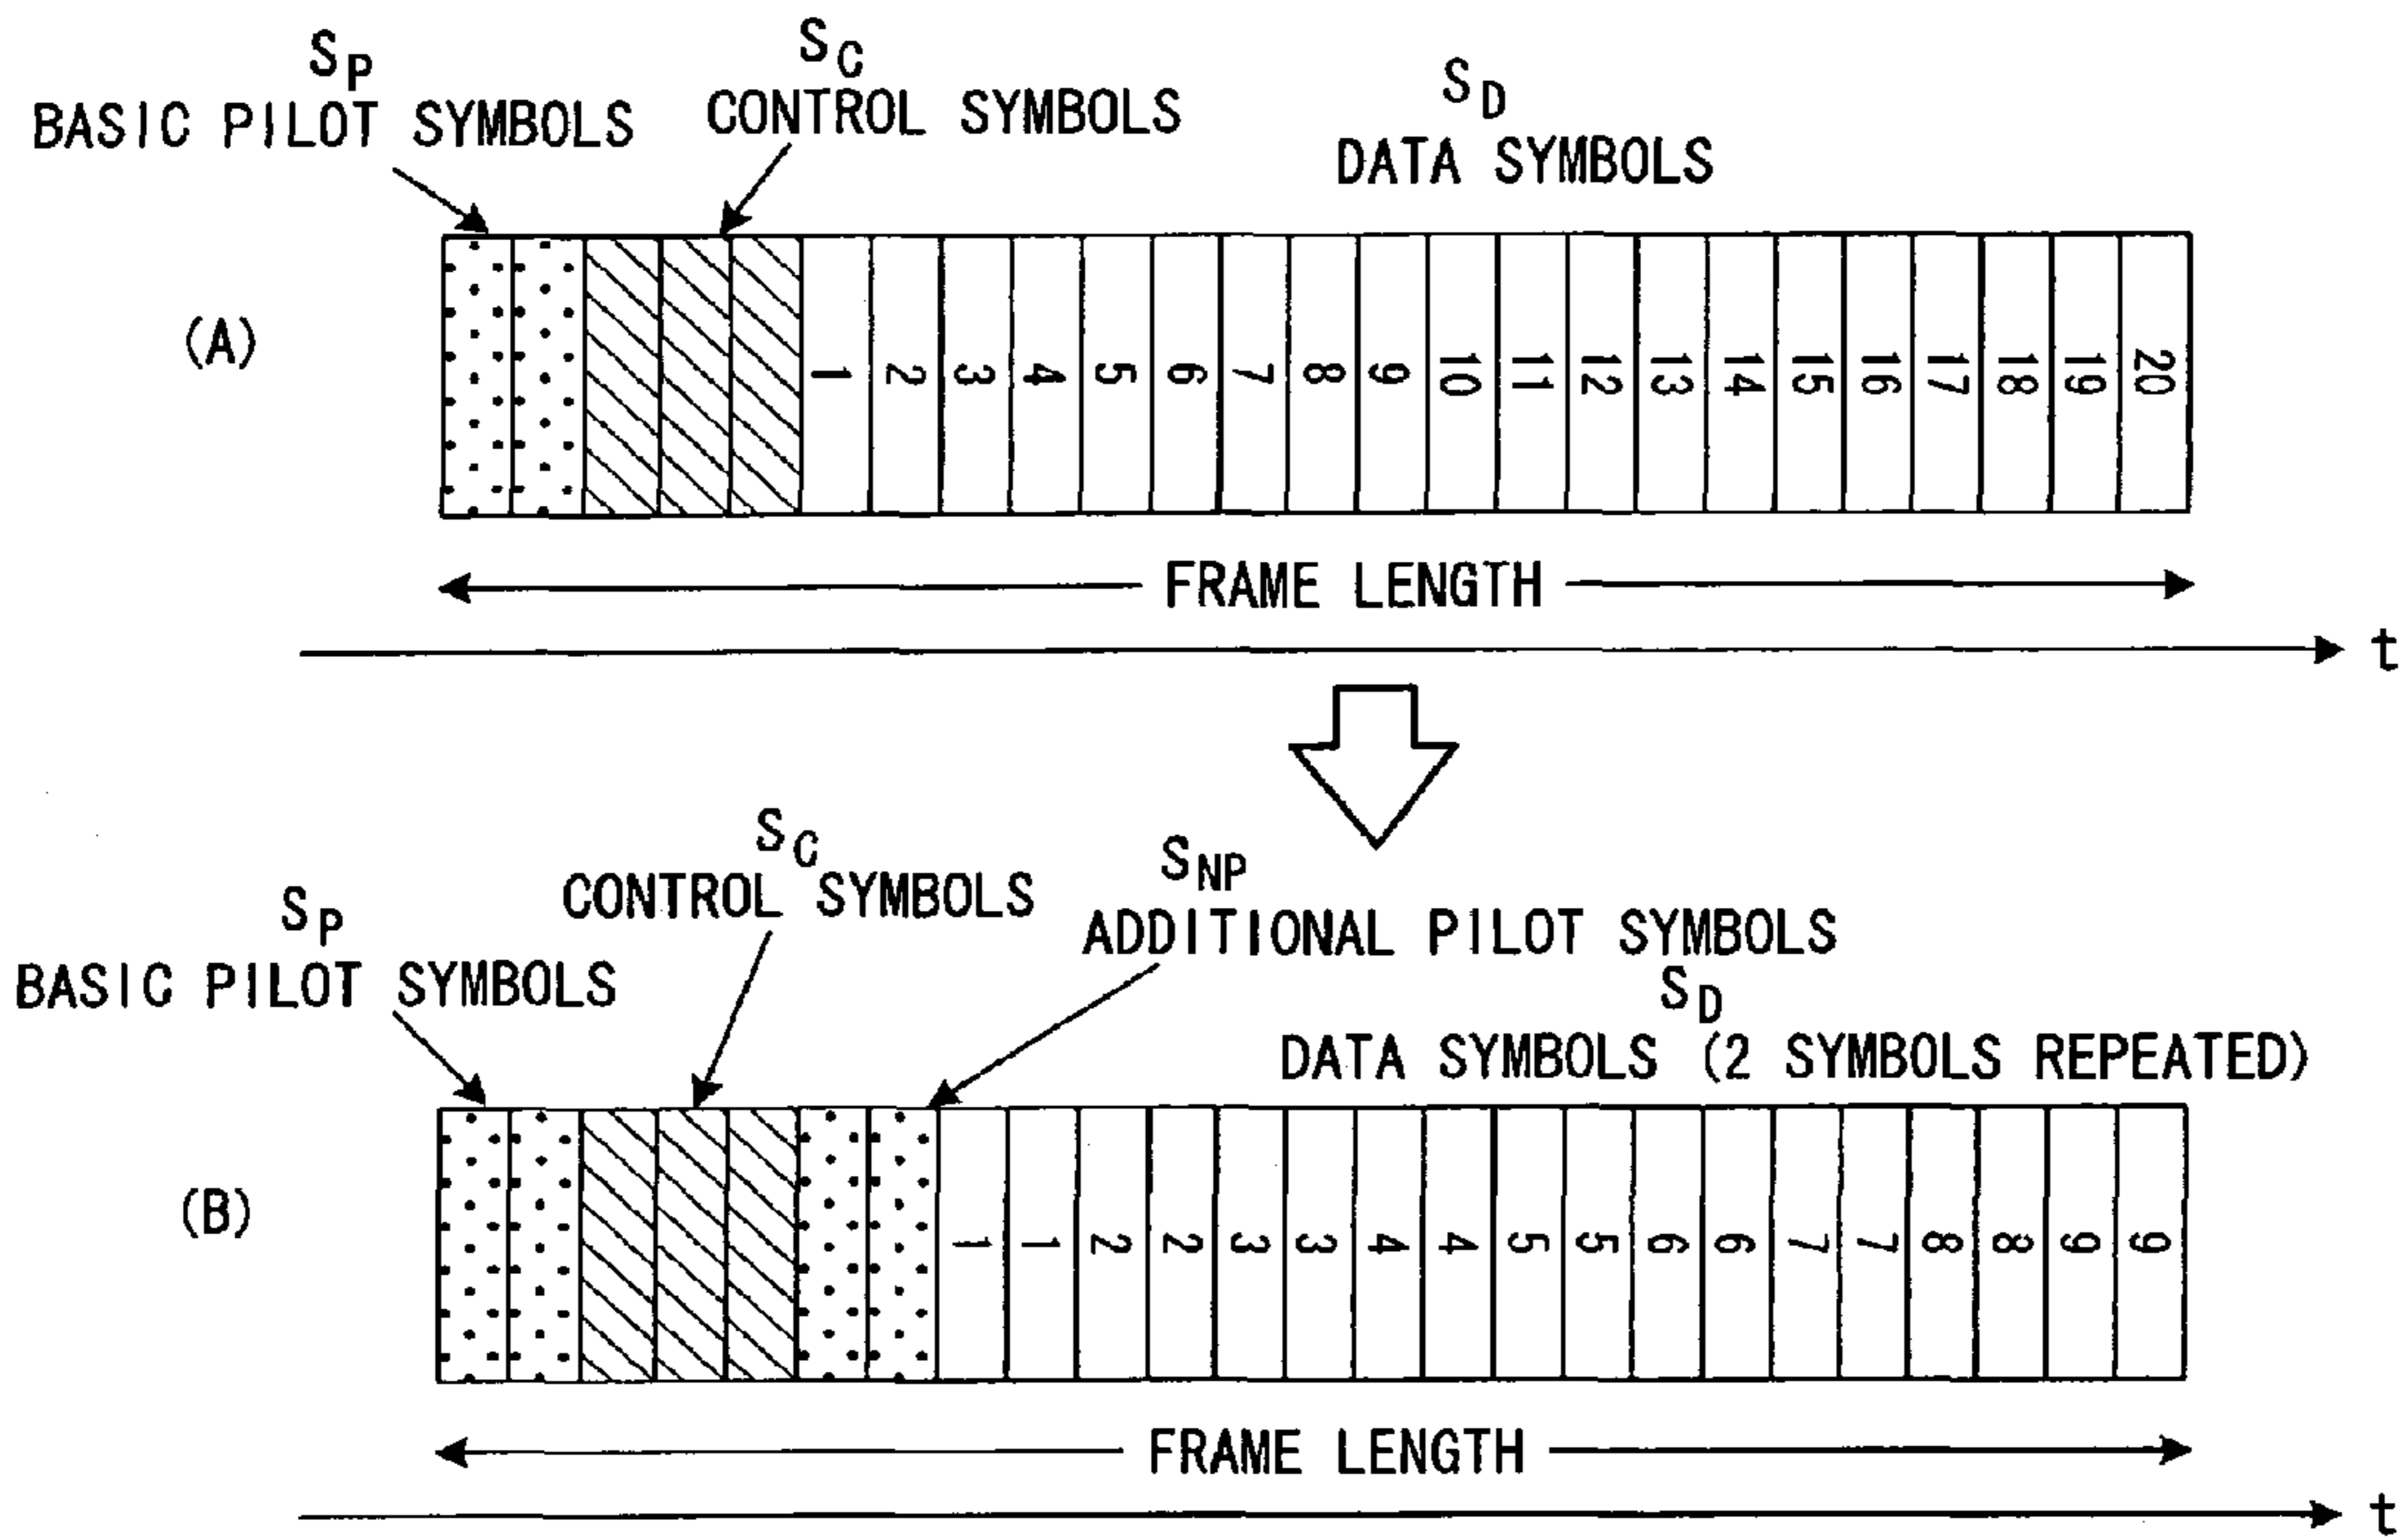 S_P
BASIC PILOT SYMBOLS
S_C
CONTROL SYMBOLS
S_D
DATA SYMBOLS
(A)
1 2 3 4 5 6 7 8 9 10 11 12 13 14 15 16 17 18 19 20
FRAME LENGTH
t
S_P
BASIC PILOT SYMBOLS
S_C
CONTROL SYMBOLS
S_NP
ADDITIONAL PILOT SYMBOLS
S_D
DATA SYMBOLS (2 SYMBOLS REPEATED)
(B)
1 1 2 2 3 3 4 4 5 5 6 6 7 7 8 8 9 9
FRAME LENGTH
t